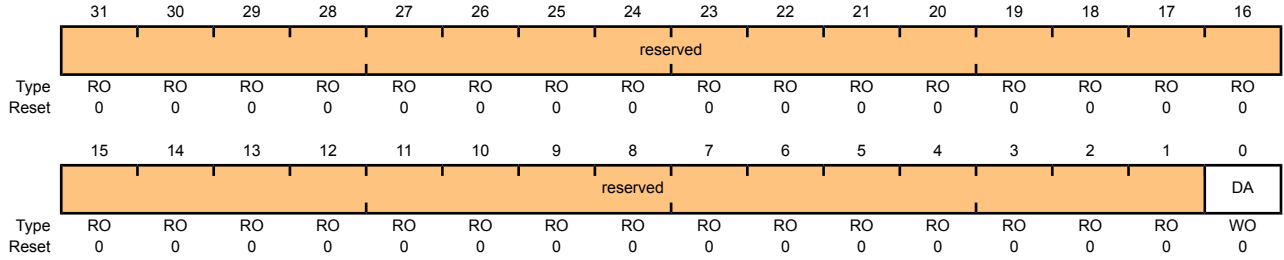 31 30 29 28 27 26 25 24 23 22 21 20 19 18 17 16
reserved
Type RO RO RO RO RO RO RO RO RO RO RO RO RO RO RO RO
Reset 0 0 0 0 0 0 0 0 0 0 0 0 0 0 0 0
15 14 13 12 11 10 9 8 7 6 5 4 3 2 1 0
reserved DA
Type RO RO RO RO RO RO RO RO RO RO RO RO RO RO RO WO
Reset 0 0 0 0 0 0 0 0 0 0 0 0 0 0 0 0